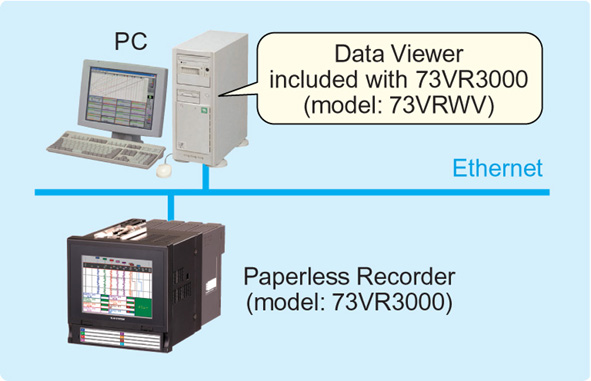 PC
Data Viewer
included with 73VR3000
(model: 73VRWV)
Ethernet
Paperless Recorder
(model: 73VR3000)